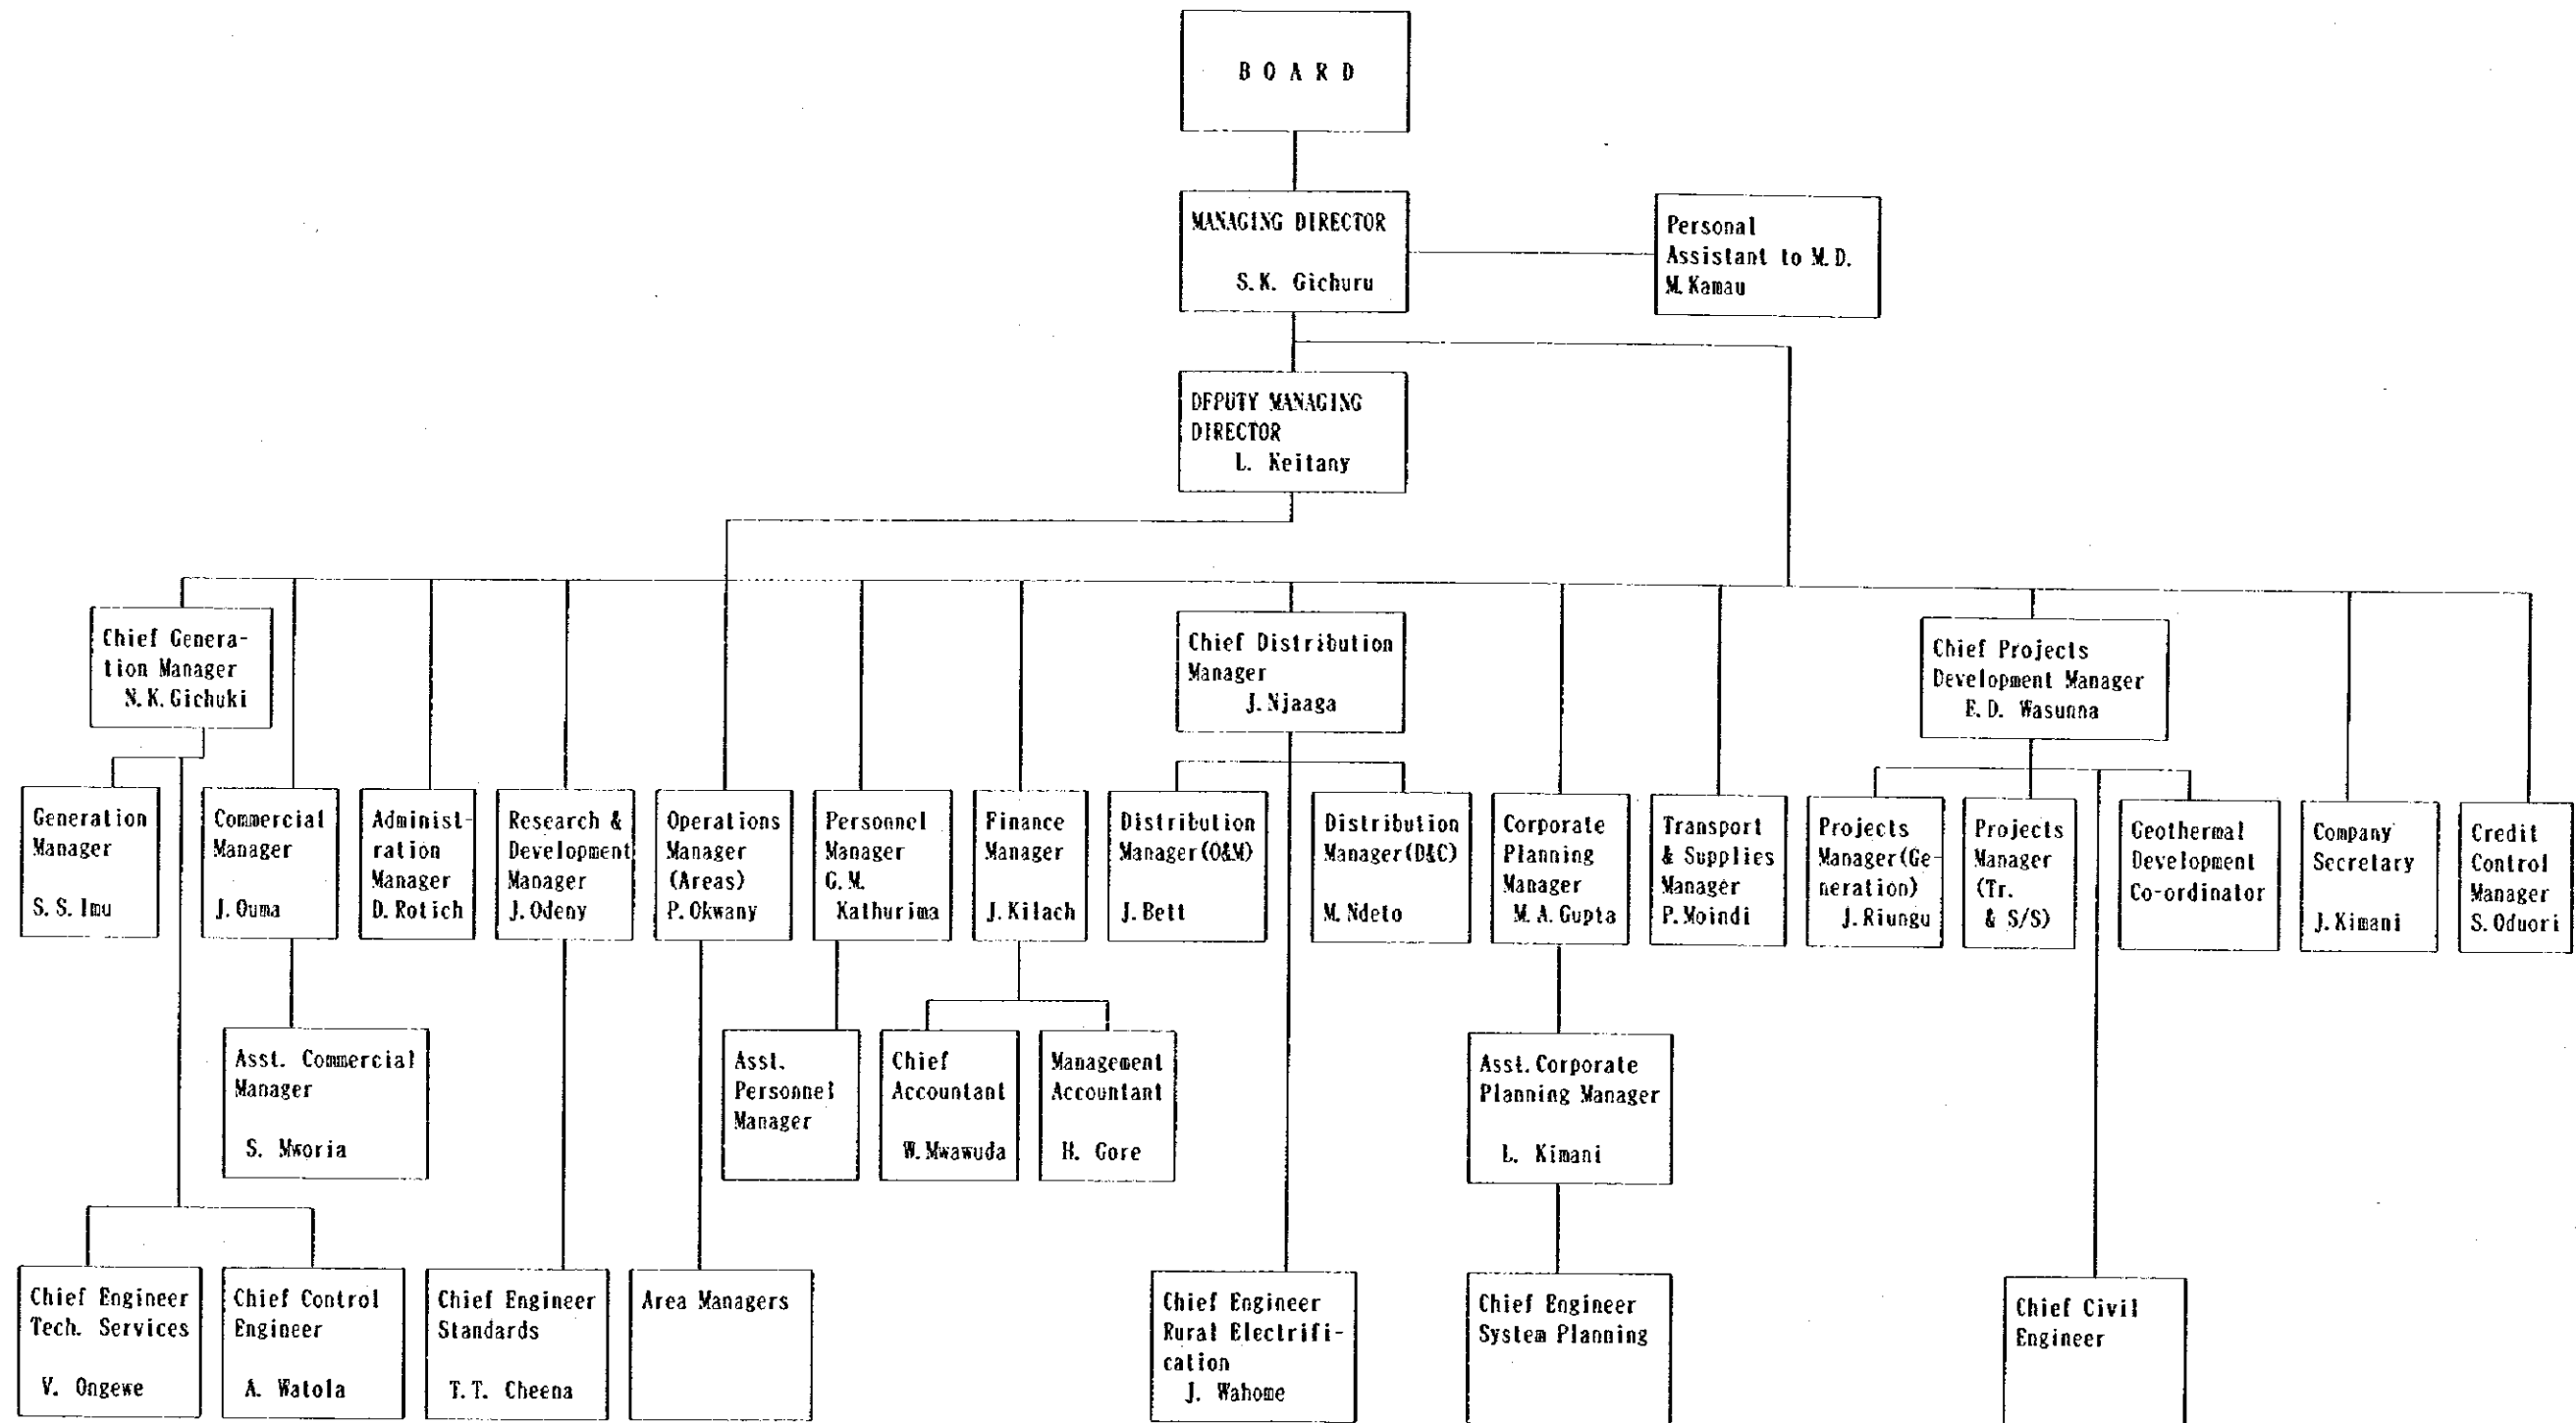 B O A R D
MANAGING DIRECTOR
S.K. Gichuru
Personal
Assistant to M.D.
M.Kamau
DEPUTY MANAGING
DIRECTOR
L. Keitany
Chief Genera-
tion Manager
N.K.Gichuki
Chief Distribution
Manager
J.Njaaga
Chief Projects
Development Manager
E.D. Wasunna
Generation
Manager
S.S.Imu
Commercial
Manager
J.Ouma
Administ-
ration
Manager
D.Rotich
Research &
Development
Manager
J.Odeny
Operations
Manager
(Areas)
P.Okwany
Personnel
Manager
G.M.
Kathurima
Finance
Manager
J.Kilach
Distribution
Manager(O&M)
J.Bett
Distribution
Manager(D&C)
M.Ndeto
Corporate
Planning
Manager
M.A.Gupta
Transport
& Supplies
Manager
P.Moindi
Projects
Manager(Ge-
neration)
J.Riungu
Projects
Manager
(Tr.
& S/S)
Geothermal
Development
Co-ordinator
Company
Secretary
J.Kimani
Credit
Control
Manager
S.Oduori
Asst. Commercial
Manager
S. Mworia
Asst.
Personnel
Manager
Chief
Accountant
W.Mwawuda
Management
Accountant
H. Gore
Asst.Corporate
Planning Manager
L. Kimani
Chief Engineer
Tech. Services
V. Ongewe
Chief Control
Engineer
A. Watola
Chief Engineer
Standards
T.T. Cheena
Area Managers
Chief Engineer
Rural Electrifi-
cation
J. Wahome
Chief Engineer
System Planning
Chief Civil
Engineer